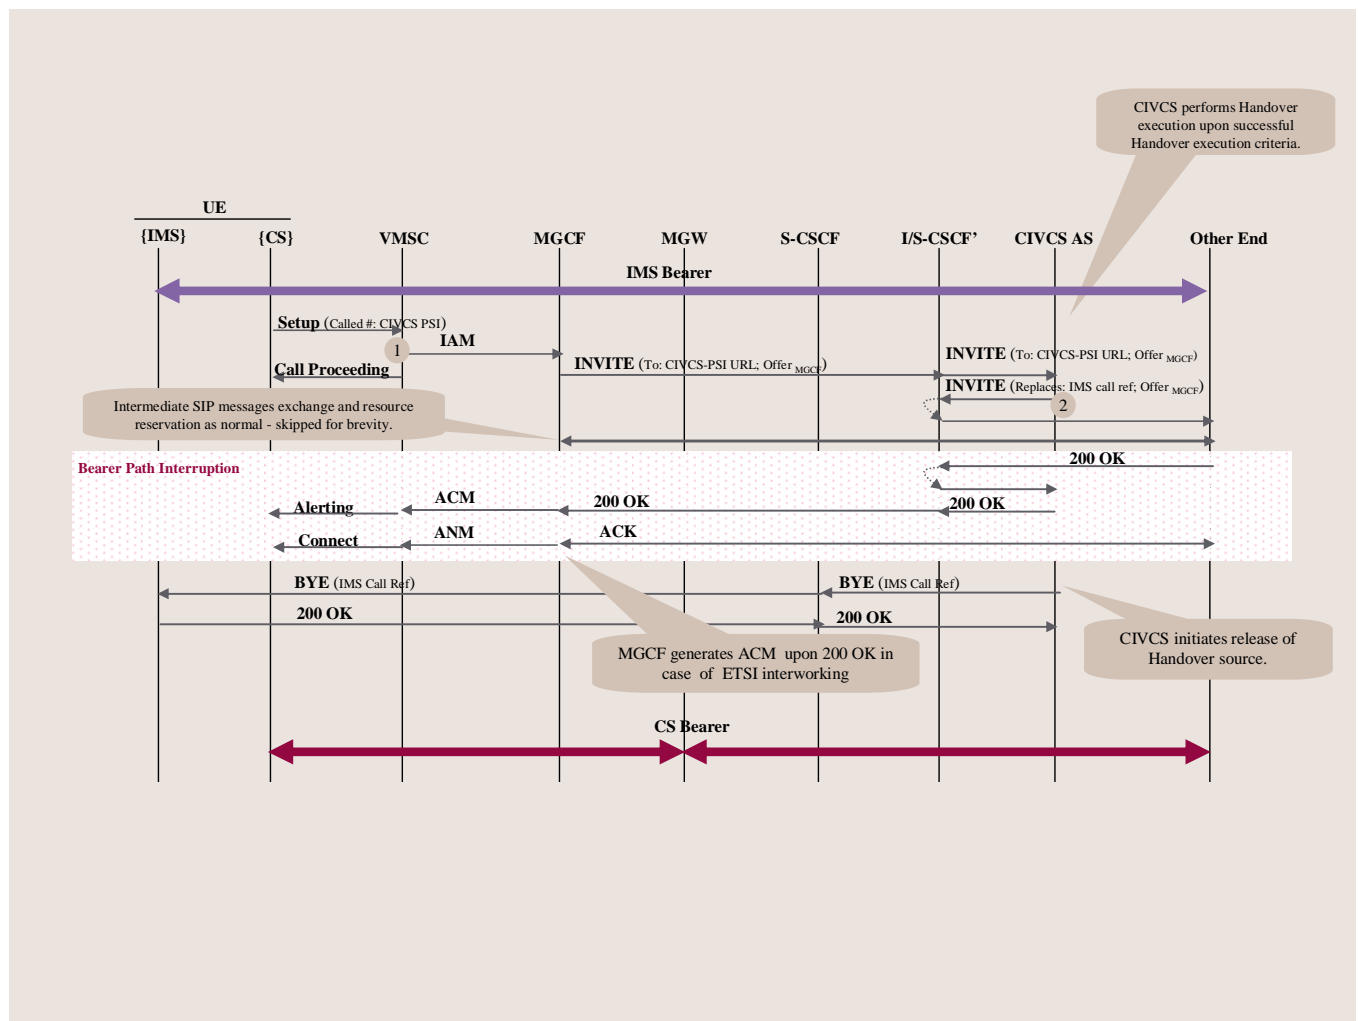 CIVCS performs Handover
execution upon successful
Handover execution criteria.
UE
{IMS}
{CS}
VMSC
MGCF
MGW
S-CSCF
I/S-CSCF’
CIVCS AS
Other End
IMS Bearer
Setup (Called #: CIVCS PSI)
1
IAM
Call Proceeding
INVITE (To: CIVCS-PSI URL; Offer MGCF)
INVITE (To: CIVCS-PSI URL; Offer MGCF)
INVITE (Replaces: IMS call ref; Offer MGCF)
2
Intermediate SIP messages exchange and resource
reservation as normal - skipped for brevity.
Bearer Path Interruption
200 OK
Alerting
ACM
200 OK
200 OK
Connect
ANM
ACK
BYE (IMS Call Ref)
BYE (IMS Call Ref)
200 OK
200 OK
MGCF generates ACM upon 200 OK in
case of ETSI interworking
CIVCS initiates release of
Handover source.
CS Bearer